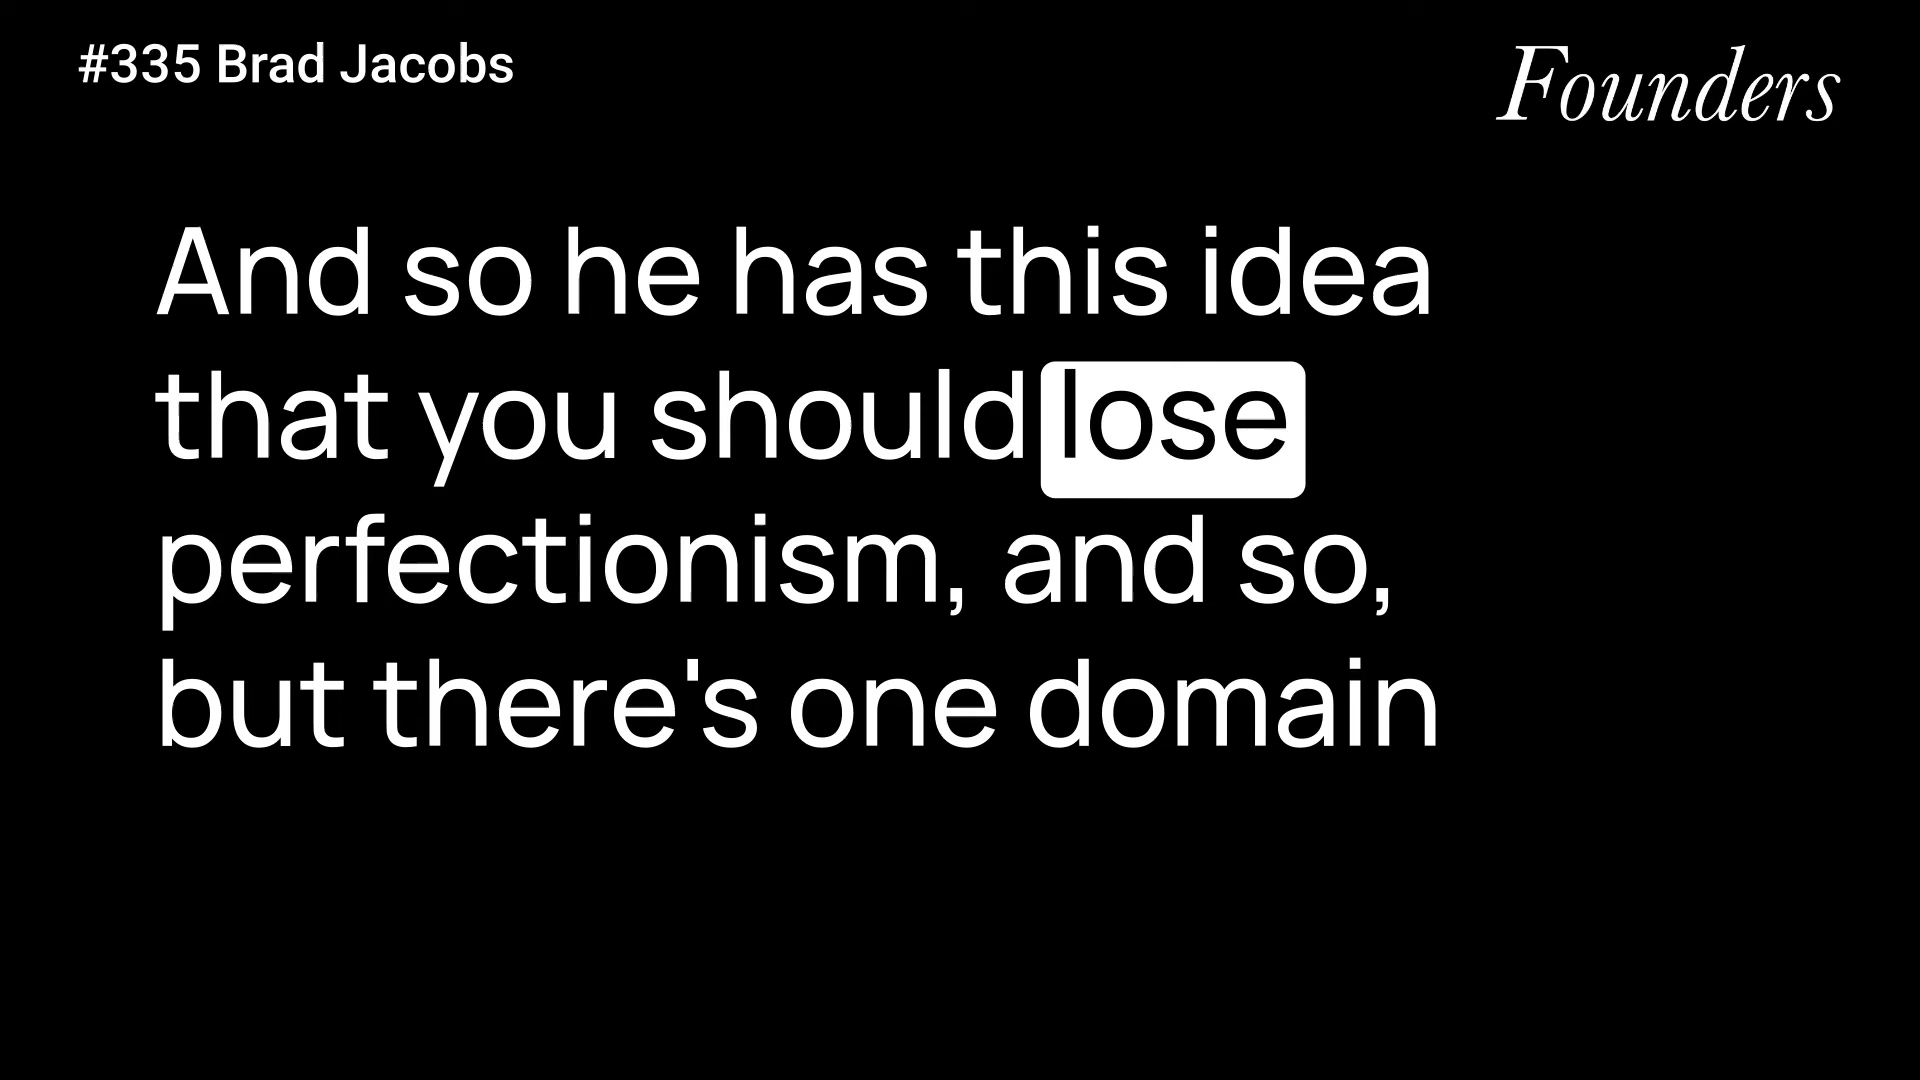 #335 Brad Jacobs
Founders
And so he has this idea
that you should lose
perfectionism, and so,
but there's one domain